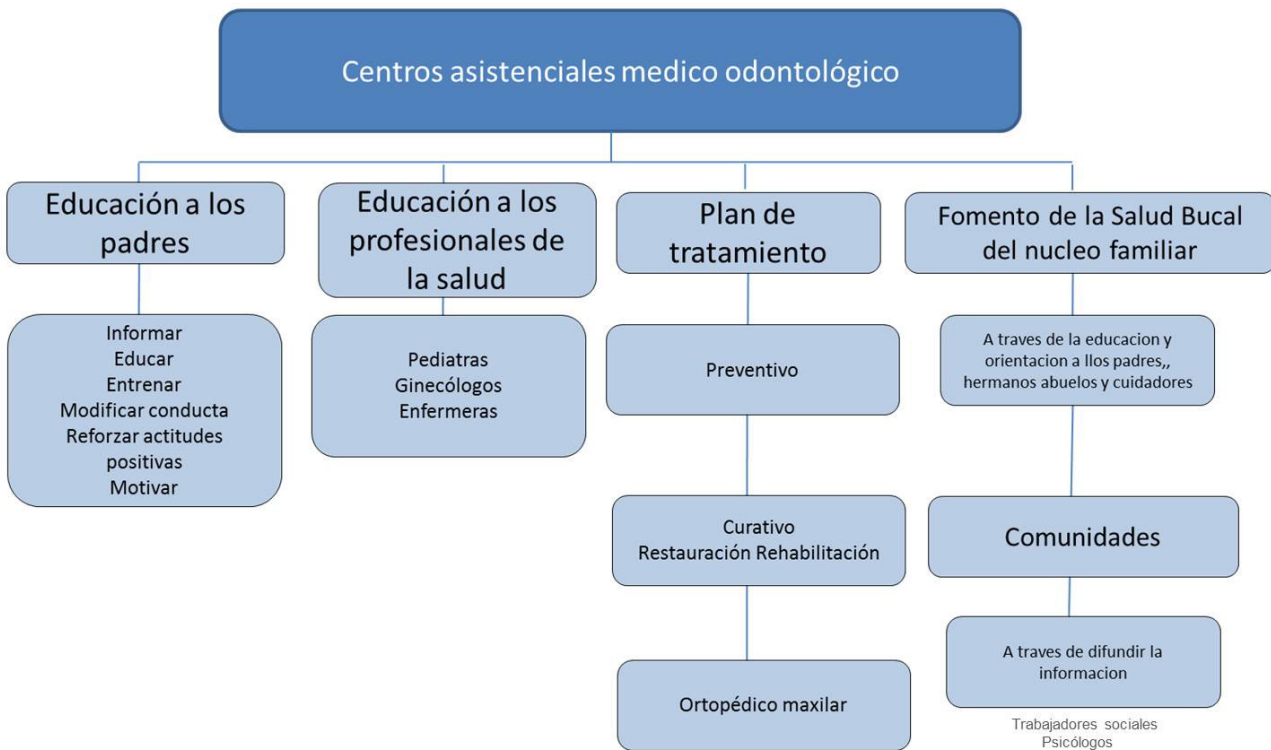 Centros asistenciales medico odontológico
Educación a los
padres
Informar
Educar
Entrenar
Modificar conducta
Reforzar actitudes
positivas
Motivar
Educación a los
profesionales de
la salud
Pediatras
Ginecólogos
Enfermeras
Plan de
tratamiento
Preventivo
Curativo
Restauración Rehabilitación
Ortopédico maxilar
Fomento de la Salud Bucal
del nucleo familiar
A traves de la educacion y
orientacion a llos padres,,
hermanos abuelos y cuidadores
Comunidades
A traves de difundir la
informacion
Trabajadores sociales
Psicólogos